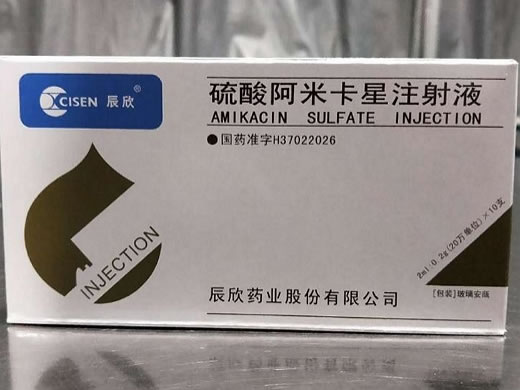 CISEN 辰欣®
硫酸阿米卡星注射液
AMIKACIN SULFATE INJECTION
●国药准字H37022026
INJECTION
2ml:0.2g(20万单位)×10支
辰欣药业股份有限公司
[包装]玻璃安瓿